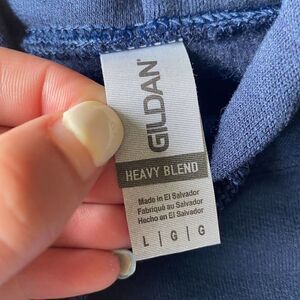 GILDAN
HEAVY BLEND
Made in El Salvador
Fabriqué au Salvador
Hecho en El Salvador
L | G | G